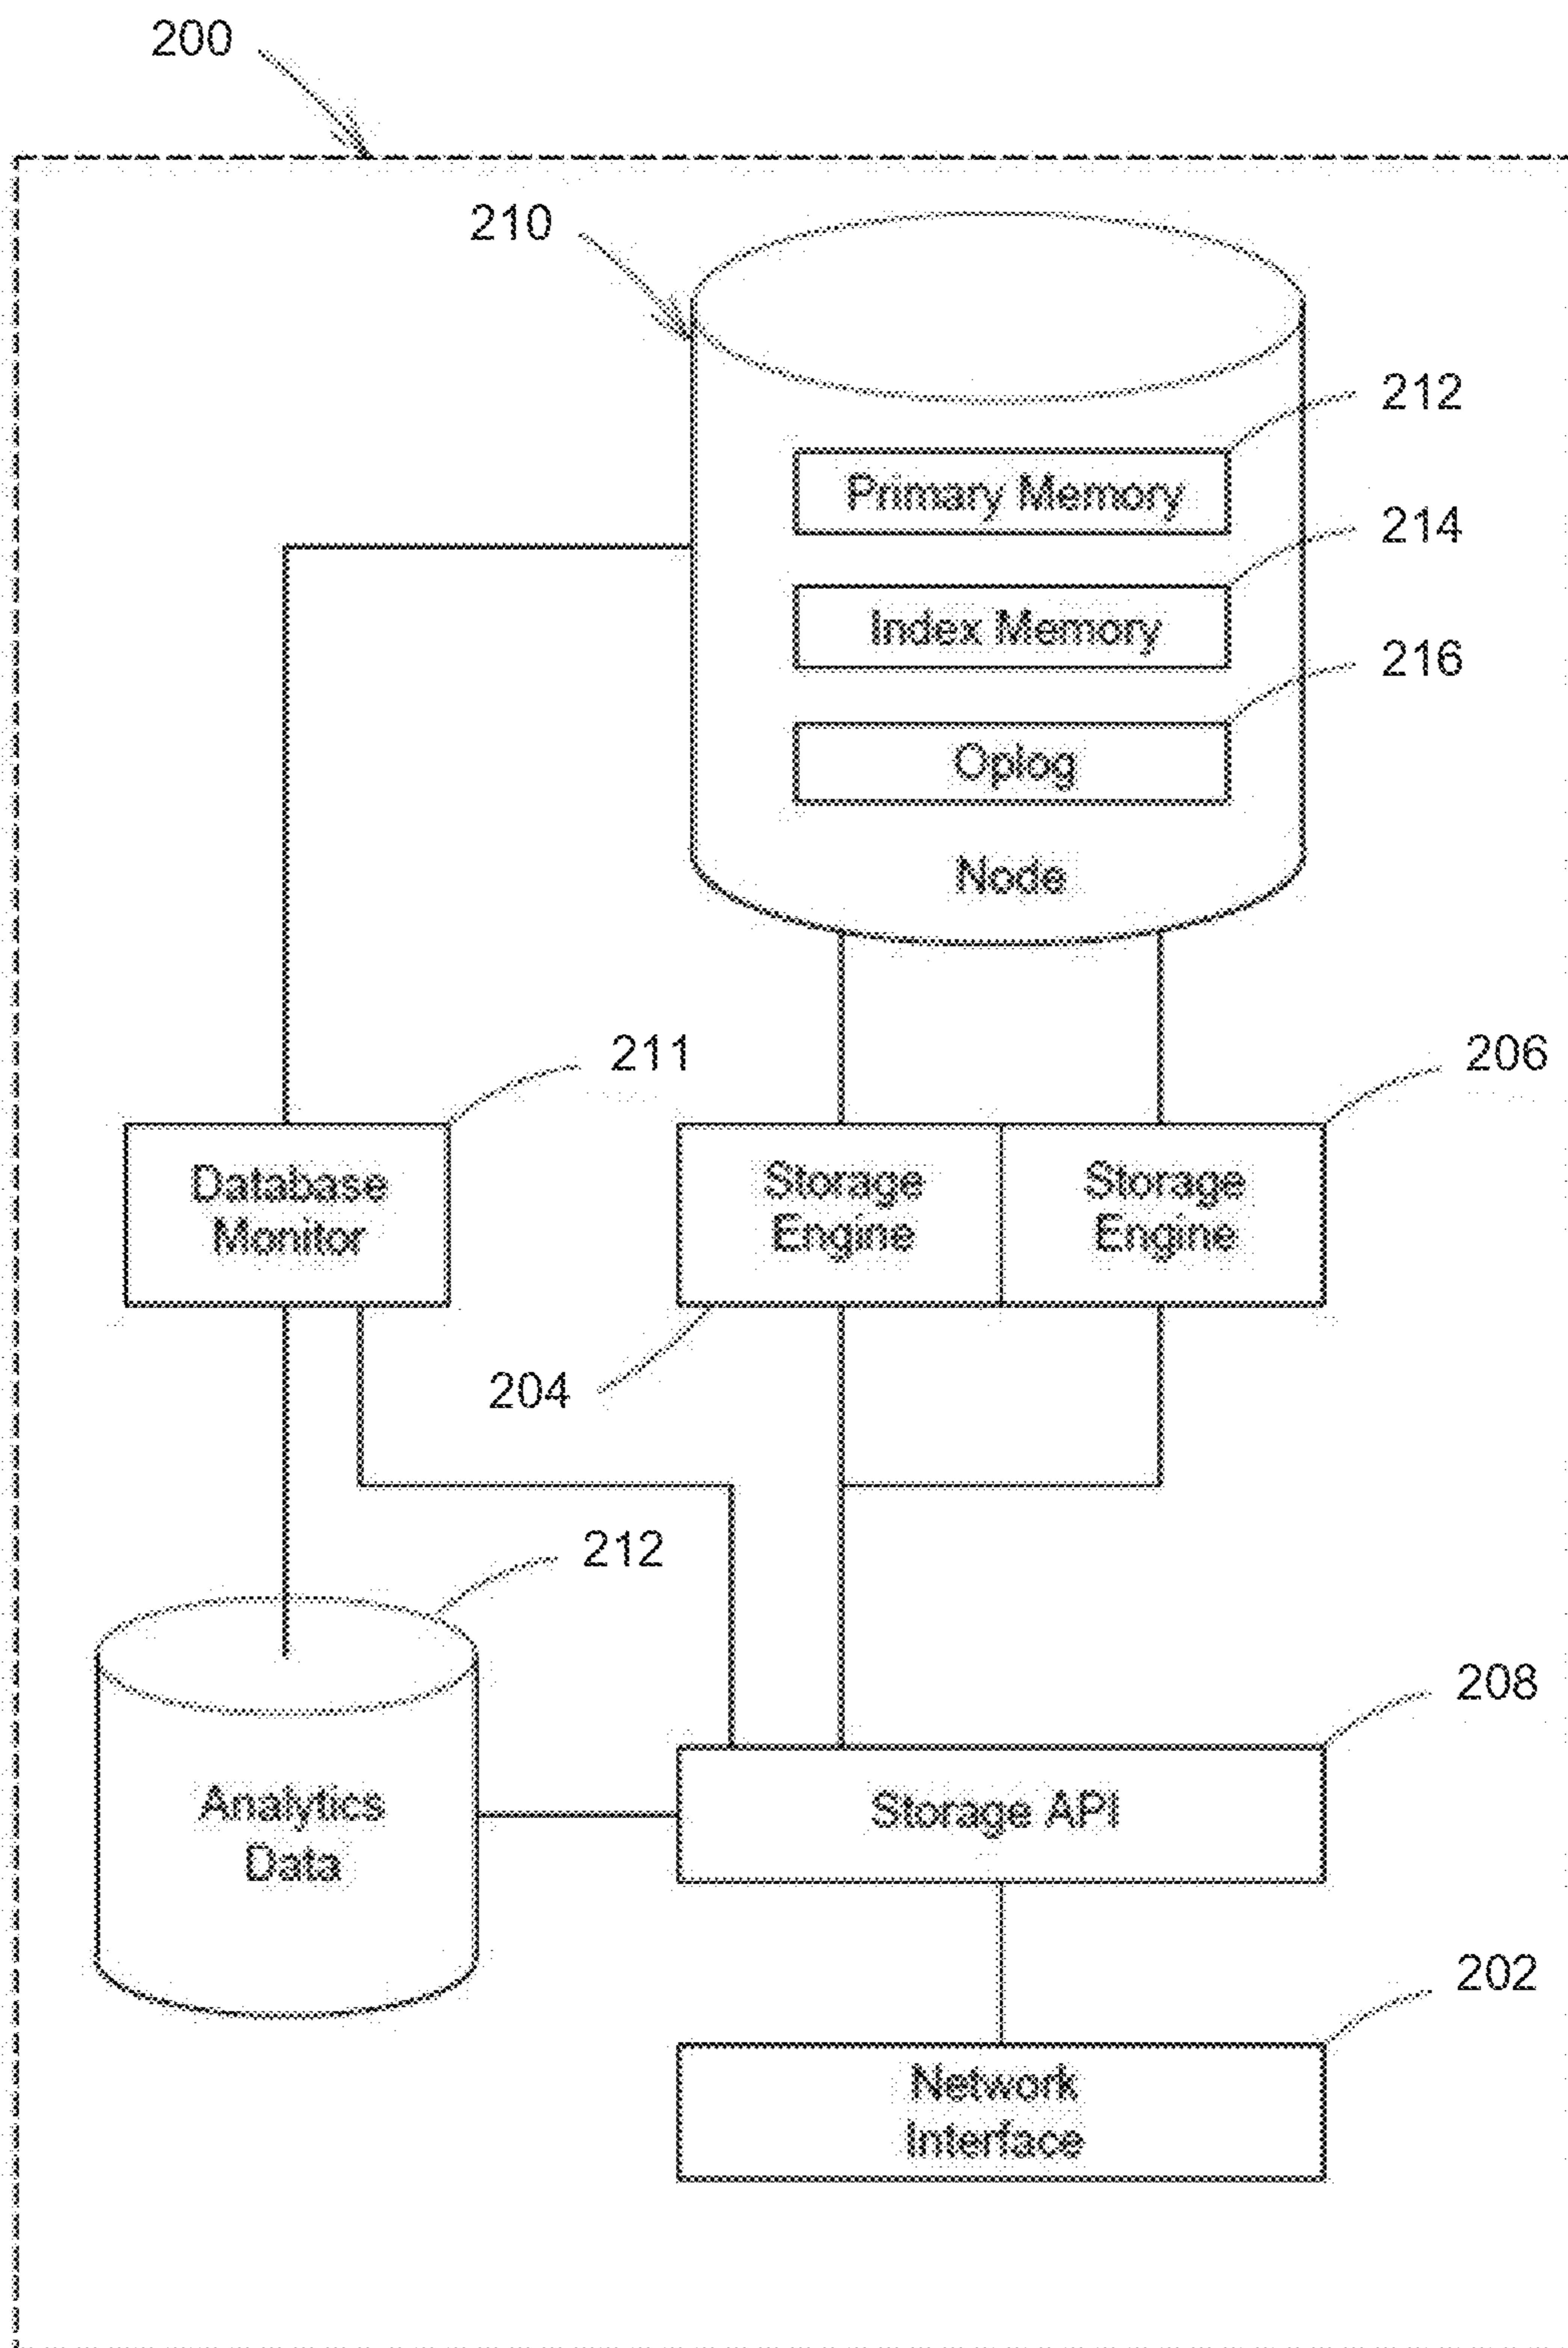 200
210
212
Primary Memory
214
Index Memory
216
Oplog
Node
211
206
Database
Monitor
Storage
Engine
Storage
Engine
204
212
208
Analytics
Data
Storage API
202
Network
Interface